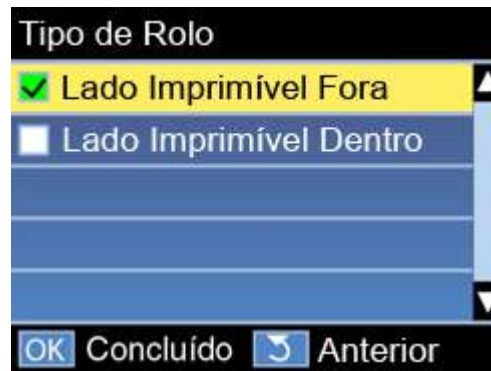 Tipo de Rolo
Lado Imprimível Fora
Lado Imprimível Dentro
OK Concluído Anterior